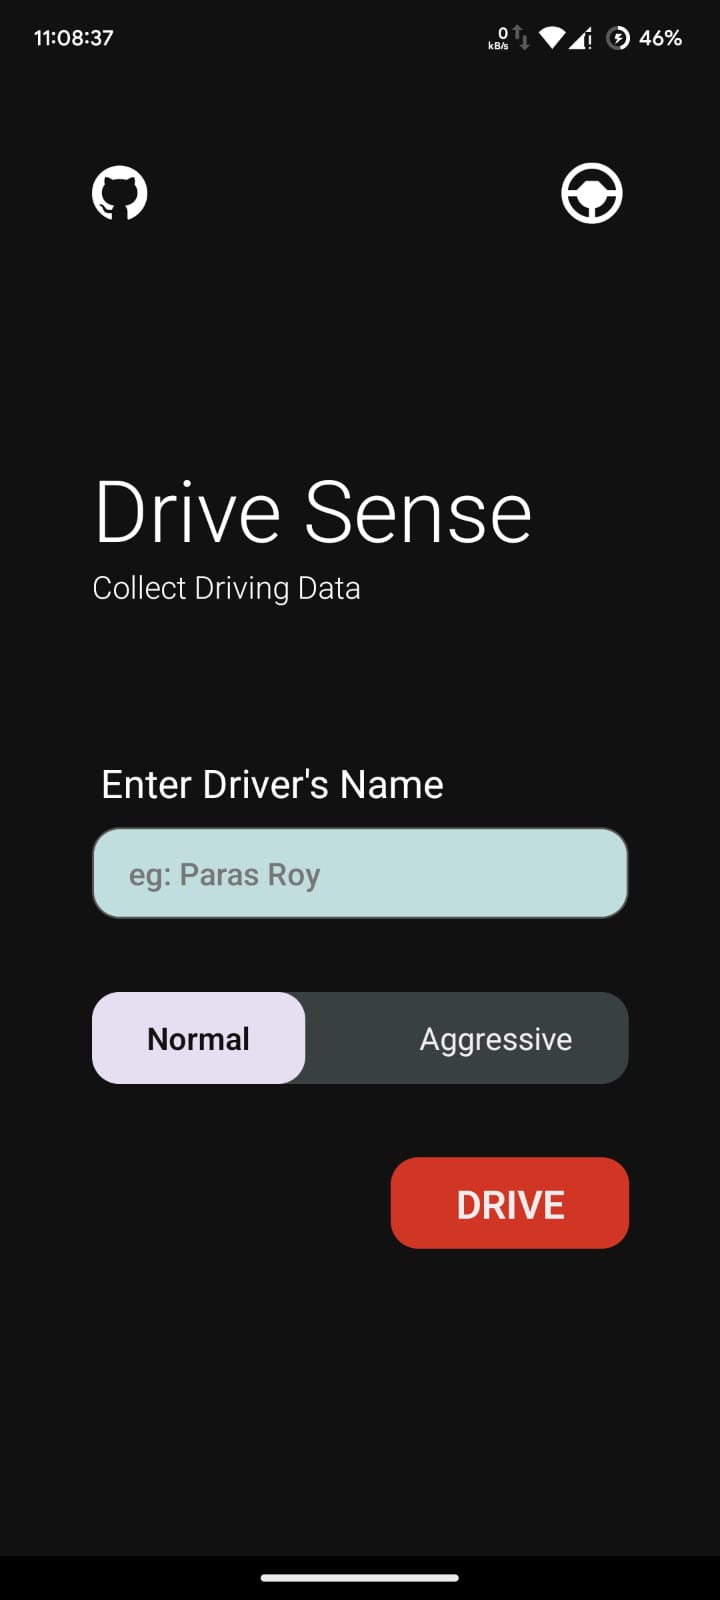 11:08:37
0
kB/s
46%
Drive Sense
Collect Driving Data
Enter Driver's Name
eg: Paras Roy
Normal
Aggressive
DRIVE